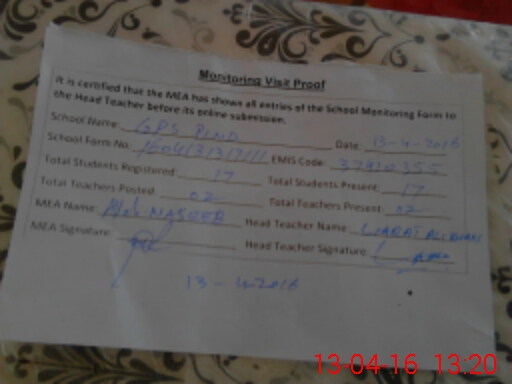 Monitoring Visit Proof
It is certified that the MEA has shown all entries of the School Monitoring Form to
the Head Teacher before its online submission.
School Name: GPS PIND Date: 13-4-2016
School Form No: EMIS Code:
Total Students Registered: 17 Total Students Present: 17
Total Teachers Posted: 02 Total Teachers Present: 02
MEA Name: Head Teacher Name:
MEA Signature: Head Teacher Signature:
13-4-2016
13-04-16 13:20